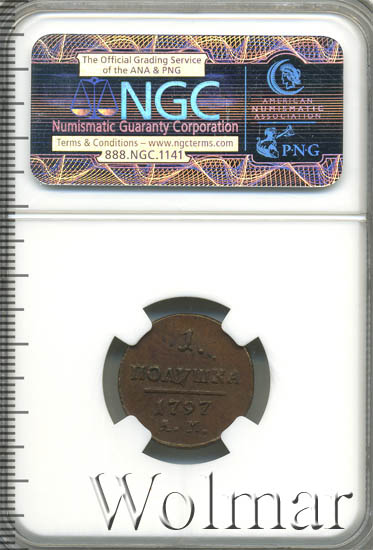 The Official Grading Service
of the ANA & PNG
NGC
Numismatic Guaranty Corporation
Terms & Conditions – www.ngcterms.com
888.NGC.1141
AMERICAN
NUMISMATIC
ASSOCIATION
PNG
1.
ПОЛУШКА
1797
А.М.
Wolmar